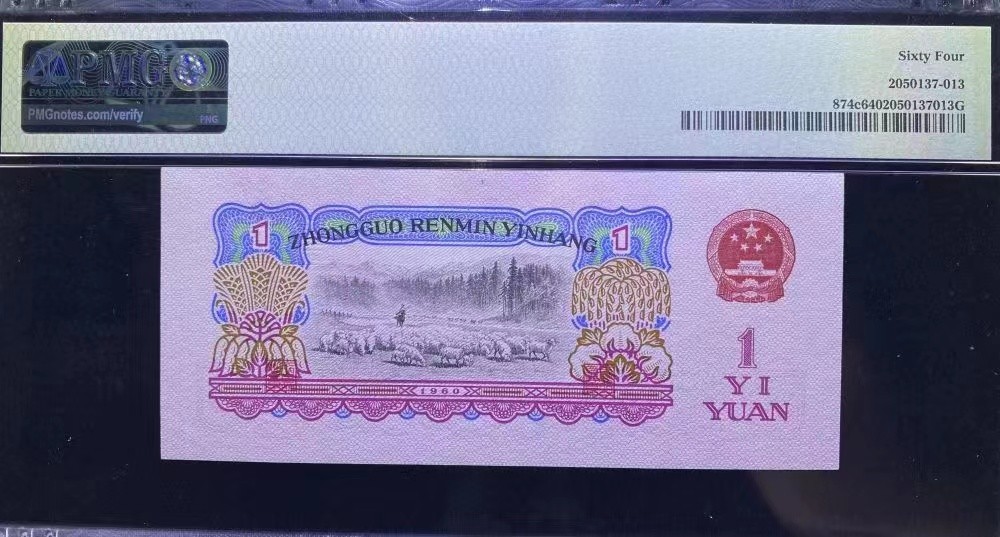 PMG
PAPER MONEY GUARANTY
PMGnotes.com/verify
PNG
Sixty Four
2050137-013
874c6402050137013G
1
ZHONGGUO RENMIN YINHANG
1
1960
1
YI
YUAN